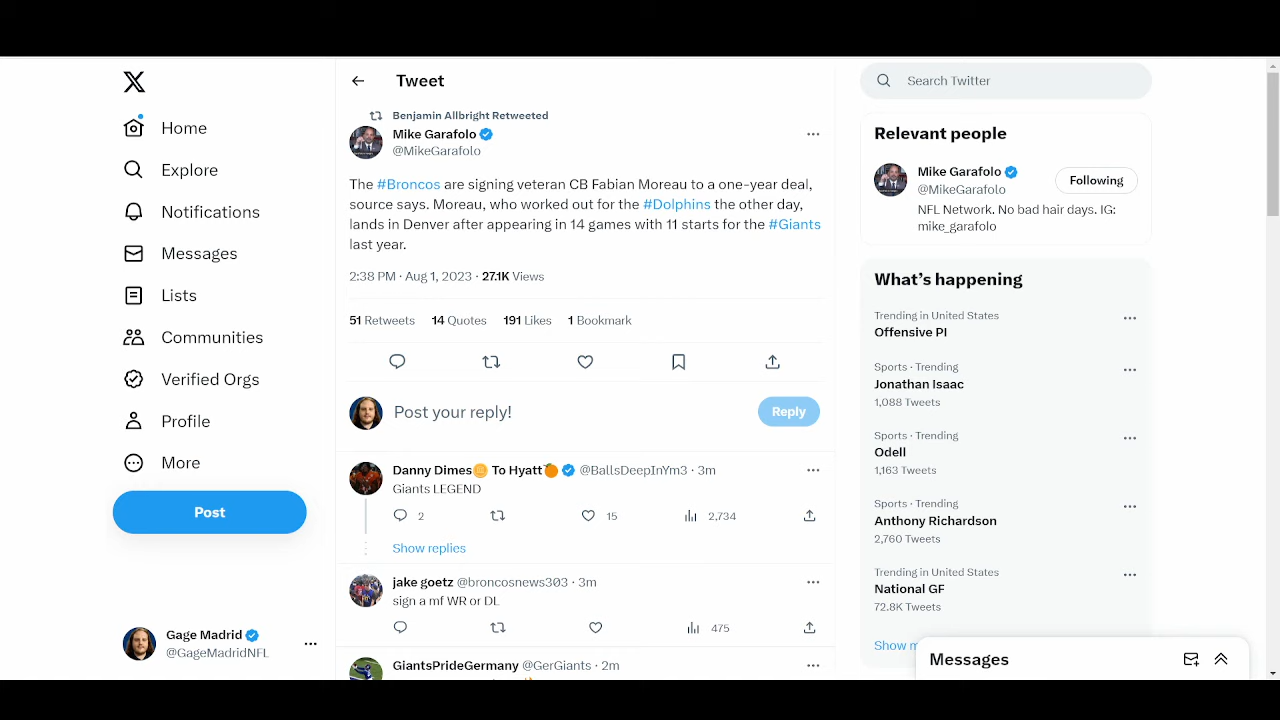 X
Home
Explore
Notifications
Messages
Lists
Communities
Verified Orgs
Profile
More
Post
Gage Madrid
@GageMadridNFL
Tweet
Benjamin Allbright Retweeted
Mike Garafolo
@MikeGarafolo
The #Broncos are signing veteran CB Fabian Moreau to a one-year deal,
source says. Moreau, who worked out for the #Dolphins the other day,
lands in Denver after appearing in 14 games with 11 starts for the #Giants
last year.
2:38 PM · Aug 1, 2023 · 27.1K Views
51 Retweets 14 Quotes 191 Likes 1 Bookmark
Post your reply!
Reply
Danny Dimes🪙 To Hyatt🍊 @BallsDeepInYm3 · 3m
Giants LEGEND
2 15 2,734
Show replies
jake goetz @broncosnews303 · 3m
sign a mf WR or DL
475
GiantsPrideGermany @GerGiants · 2m
Search Twitter
Relevant people
Mike Garafolo
@MikeGarafolo
Following
NFL Network. No bad hair days. IG:
mike_garafolo
What's happening
Trending in United States
Offensive PI
Sports · Trending
Jonathan Isaac
1,088 Tweets
Sports · Trending
Odell
1,163 Tweets
Sports · Trending
Anthony Richardson
2,760 Tweets
Trending in United States
National GF
72.8K Tweets
Show m
Messages